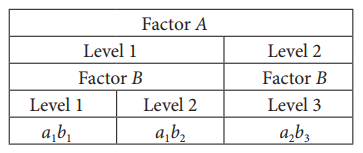 Factor A
Level 1 Level 2
Factor B Factor B
Level 1 Level 2 Level 3
a₁b₁ a₁b₂ a₂b₃